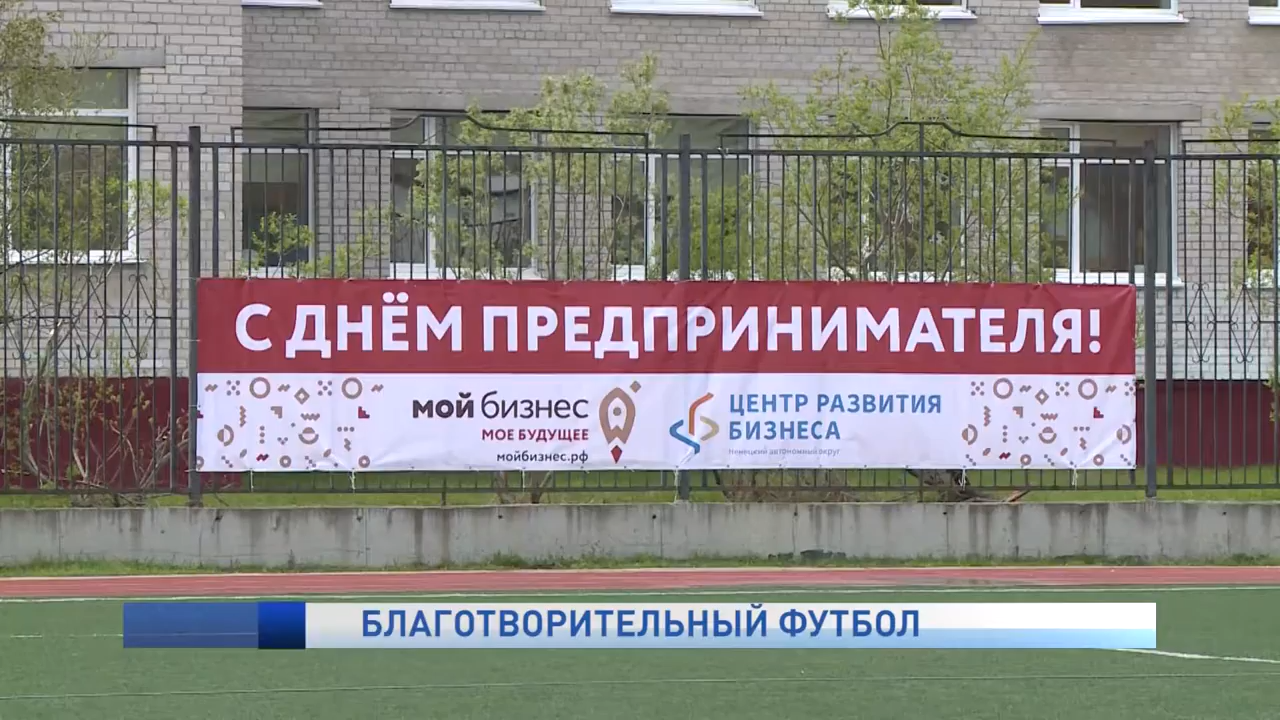 С ДНЁМ ПРЕДПРИНИМАТЕЛЯ!
мой бизнес
МОЕ БУДУЩЕЕ
мойбизнес.рф
ЦЕНТР РАЗВИТИЯ
БИЗНЕСА
Ненецкий автономный округ
БЛАГОТВОРИТЕЛЬНЫЙ ФУТБОЛ